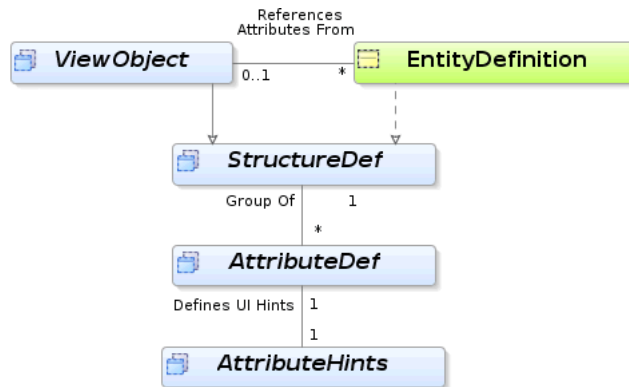 References
Attributes From
ViewObject
EntityDefinition
0..1
*
StructureDef
Group Of
1
*
AttributeDef
Defines UI Hints
1
1
AttributeHints